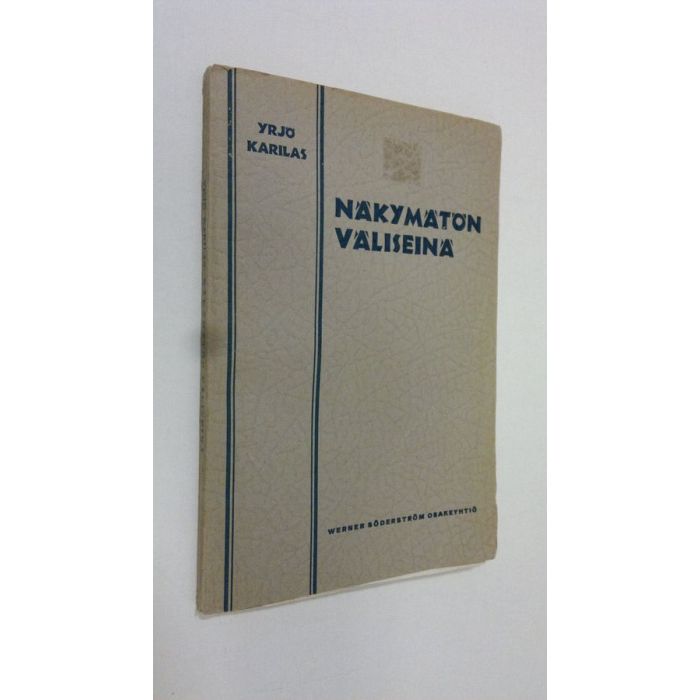 YRJÖ
KARILAS
NÄKYMÄTÖN
VÄLISEINÄ
WERNER SÖDERSTRÖM OSAKEYHTIÖ